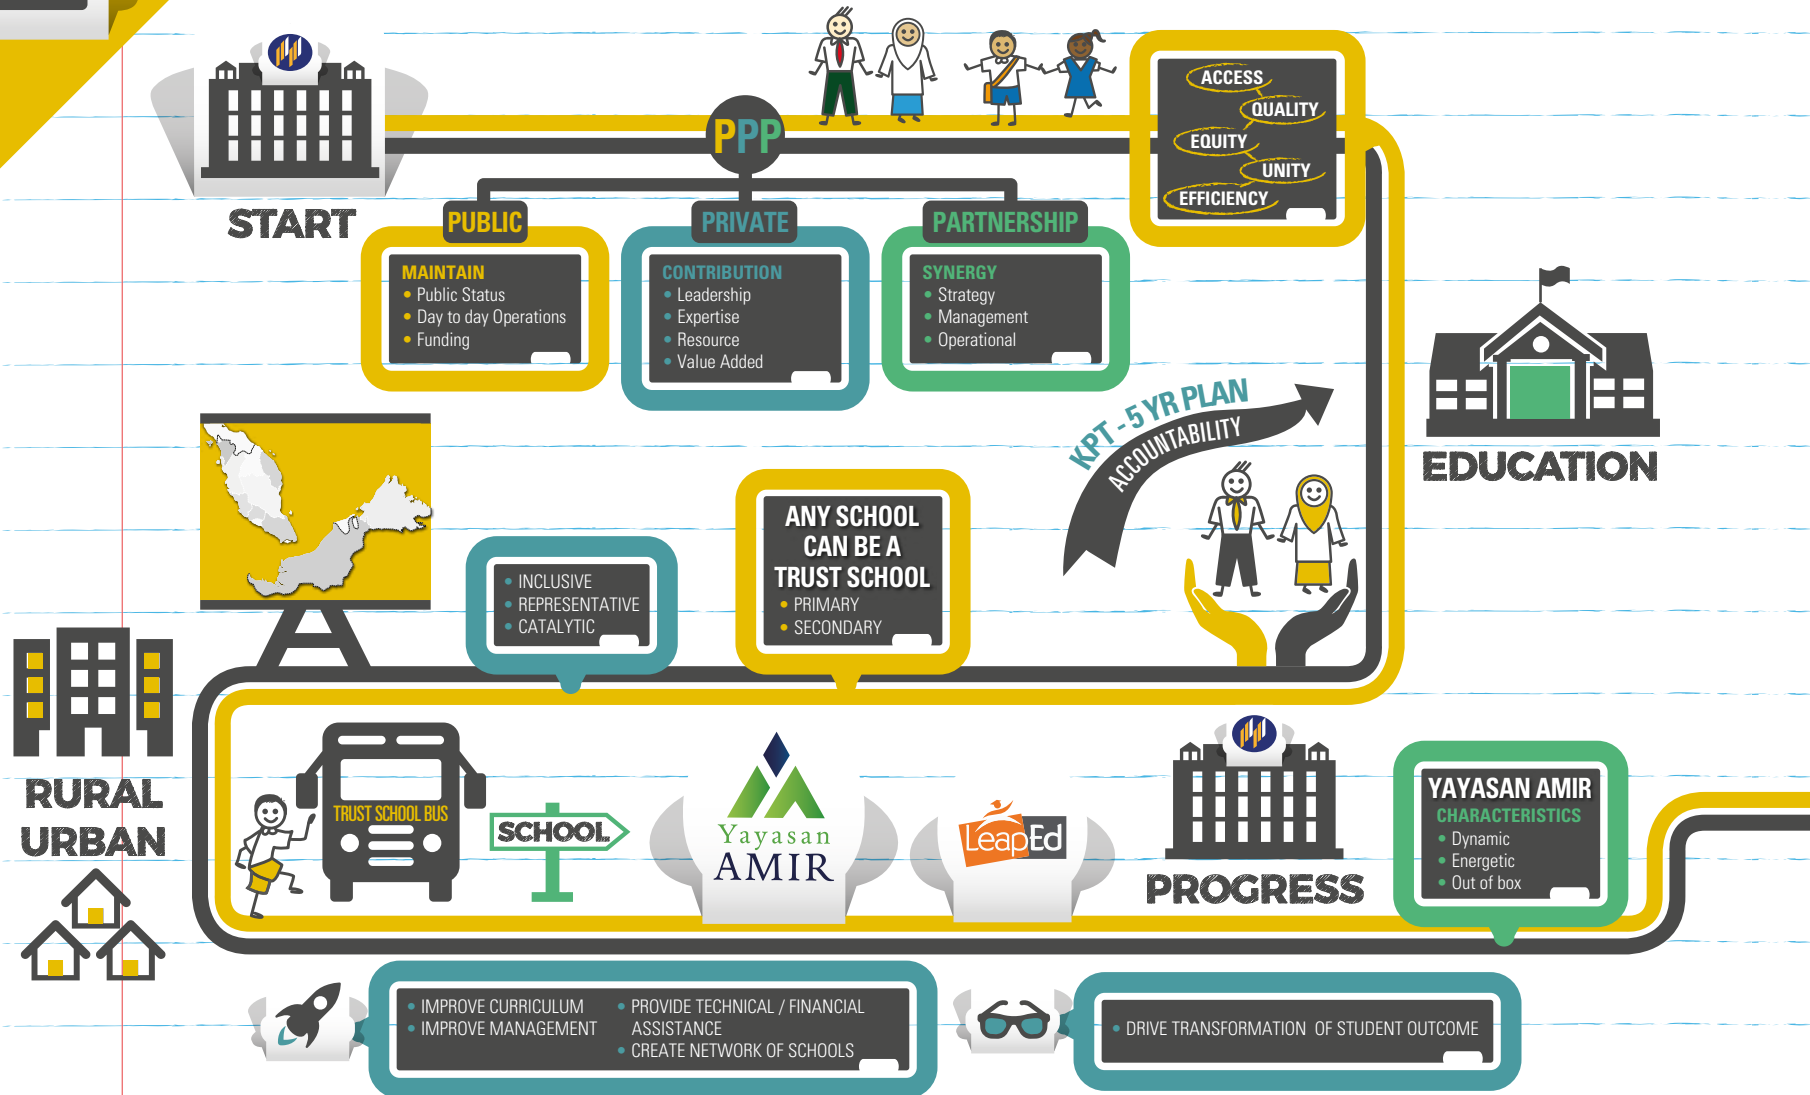 START
PPP
PUBLIC
MAINTAIN
• Public Status
• Day to day Operations
• Funding
PRIVATE
CONTRIBUTION
• Leadership
• Expertise
• Resource
• Value Added
PARTNERSHIP
SYNERGY
• Strategy
• Management
• Operational
ACCESS
QUALITY
EQUITY
UNITY
EFFICIENCY
EDUCATION
KPT - 5 YR PLAN
ACCOUNTABILITY
ANY SCHOOL
CAN BE A
TRUST SCHOOL
• PRIMARY
• SECONDARY
• INCLUSIVE
• REPRESENTATIVE
• CATALYTIC
RURAL
URBAN
TRUST SCHOOL BUS
SCHOOL
Yayasan
AMIR
LeapEd
PROGRESS
YAYASAN AMIR
CHARACTERISTICS
• Dynamic
• Energetic
• Out of box
• IMPROVE CURRICULUM
• IMPROVE MANAGEMENT
• PROVIDE TECHNICAL / FINANCIAL
ASSISTANCE
• CREATE NETWORK OF SCHOOLS
• DRIVE TRANSFORMATION OF STUDENT OUTCOME